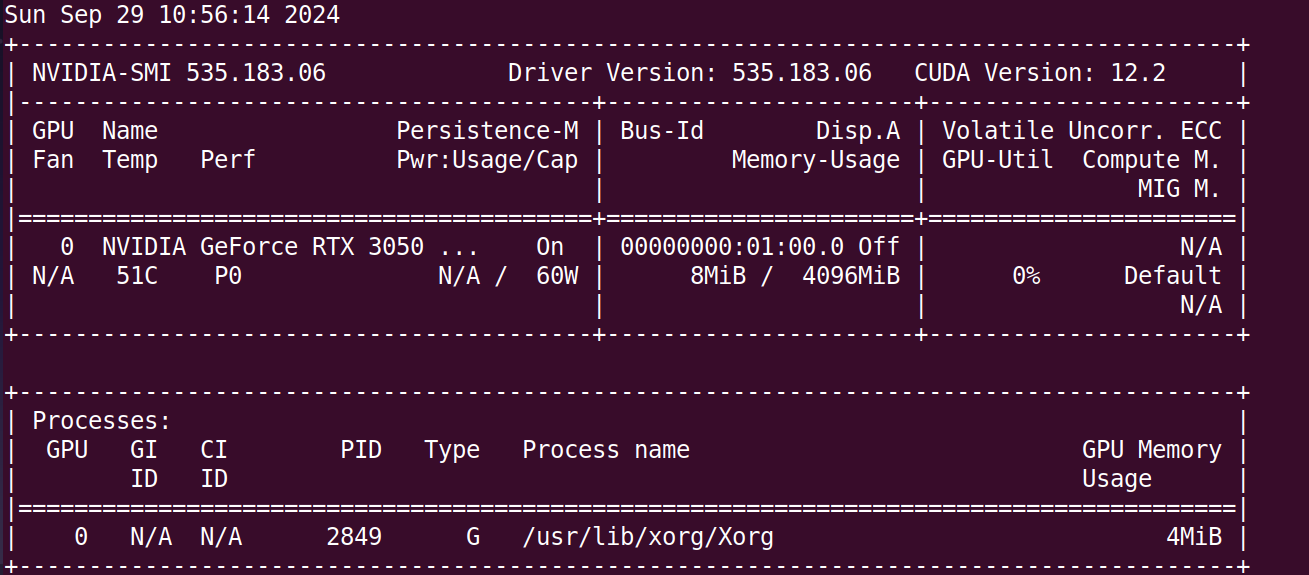 Sun Sep 29 10:56:14 2024
+---------------------------------------------------------------------------------------+
| NVIDIA-SMI 535.183.06             Driver Version: 535.183.06   CUDA Version: 12.2     |
|-----------------------------------------+----------------------+----------------------+
| GPU  Name                 Persistence-M | Bus-Id        Disp.A | Volatile Uncorr. ECC |
| Fan  Temp   Perf          Pwr:Usage/Cap |         Memory-Usage | GPU-Util  Compute M. |
|                                         |                      |               MIG M. |
|=========================================+======================+======================|
|   0  NVIDIA GeForce RTX 3050 ...    On  | 00000000:01:00.0 Off |                  N/A |
| N/A   51C    P0              N/A /  60W |      8MiB /  4096MiB |      0%      Default |
|                                         |                      |                  N/A |
+-----------------------------------------+----------------------+----------------------+

+---------------------------------------------------------------------------------------+
| Processes:                                                                            |
|  GPU   GI   CI        PID   Type   Process name                            GPU Memory |
|        ID   ID                                                             Usage      |
|=======================================================================================|
|    0   N/A  N/A      2849      G   /usr/lib/xorg/Xorg                            4MiB |
+---------------------------------------------------------------------------------------+